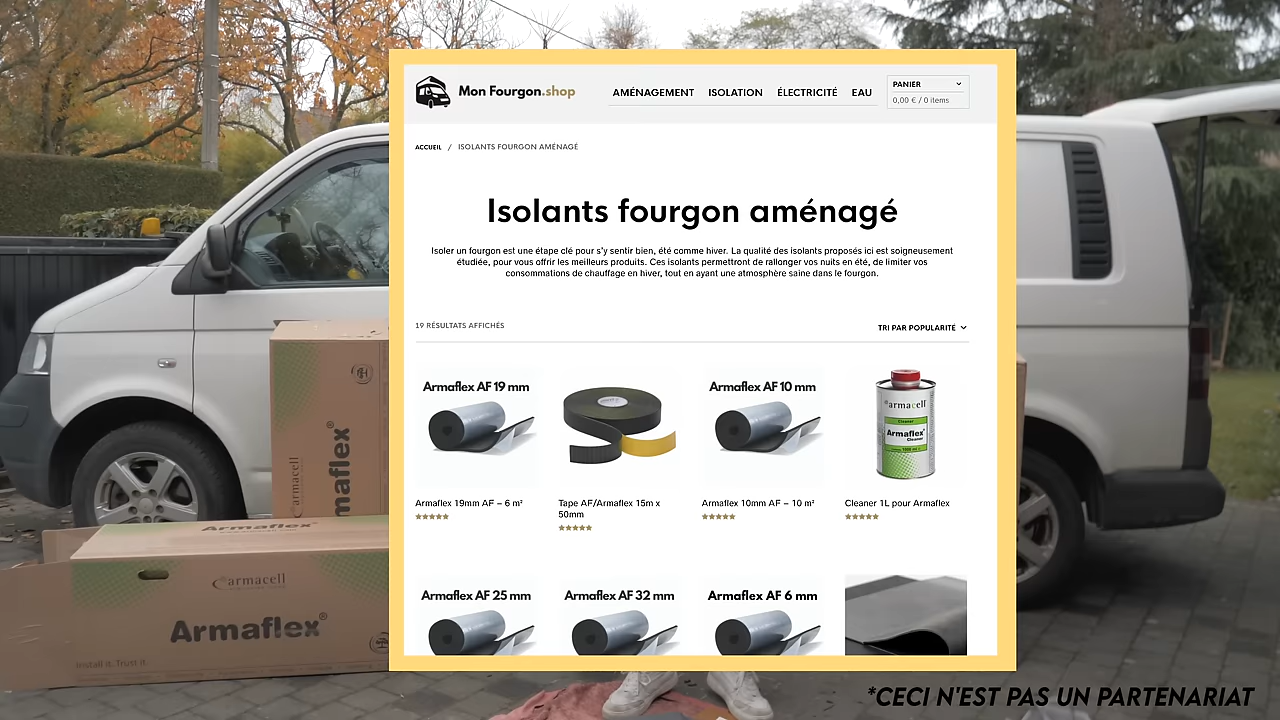 Mon Fourgon.shop
AMÉNAGEMENT
ISOLATION
ÉLECTRICITÉ
EAU
PANIER
0,00 € / 0 items
ACCUEIL / ISOLANTS FOURGON AMÉNAGÉ
Isolants fourgon aménagé
Isoler un fourgon est une étape clé pour s'y sentir bien, été comme hiver. La qualité des isolants proposés ici est soigneusement
étudiée, pour vous offrir les meilleurs produits. Ces isolants permettront de rallonger vos nuits en été, de limiter vos
consommations de chauffage en hiver, tout en ayant une atmosphère saine dans le fourgon.
19 RÉSULTATS AFFICHÉS
TRI PAR POPULARITÉ
Armaflex AF 19 mm
Armaflex AF 10 mm
armacell
Cleaner
Armaflex®
Cleaner
Armaflex 19mm AF – 6 m²
Tape AF/Armaflex 15m x
50mm
Armaflex 10mm AF – 10 m²
Cleaner 1L pour Armaflex
Armaflex AF 25 mm
Armaflex AF 32 mm
Armaflex AF 6 mm
armacell
maflex®
Armaflex®
armacell
Armaflex®
Install it. Trust it.
*CECI N'EST PAS UN PARTENARIAT